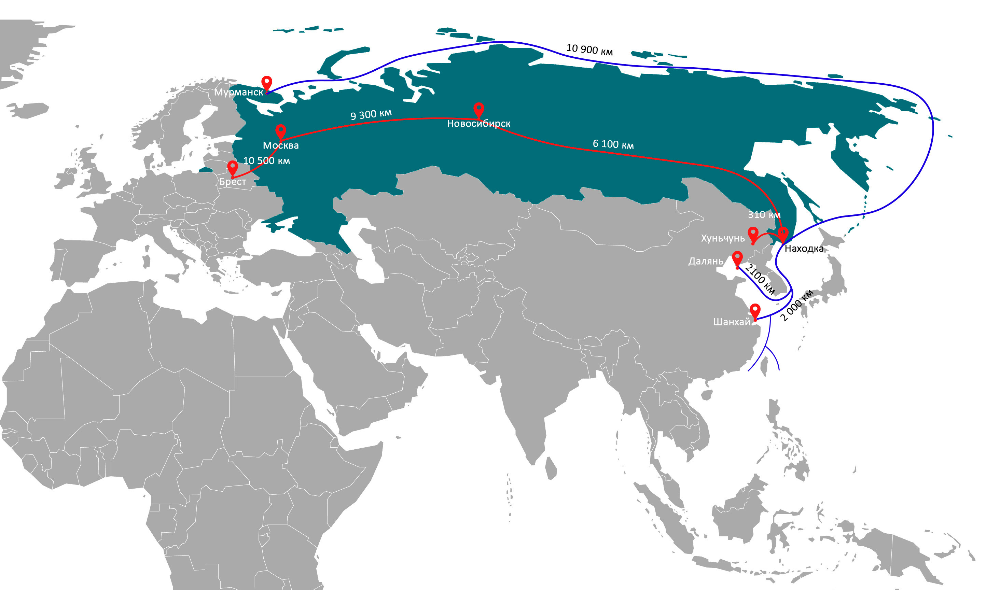 10 900 км
Мурманск
9 300 км
Новосибирск
Москва
6 100 км
10 500 км
Брест
310 км
Хуньчунь
Находка
Далянь
2100 км
2 000 км
Шанхай